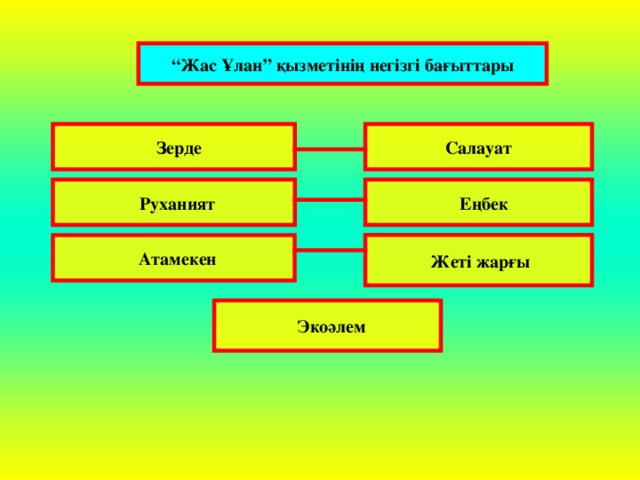 “Жас Ұлан” қызметінің негізгі бағыттары
Зерде
Салауат
Руханият
Еңбек
Атамекен
Жеті жарғы
Экоәлем